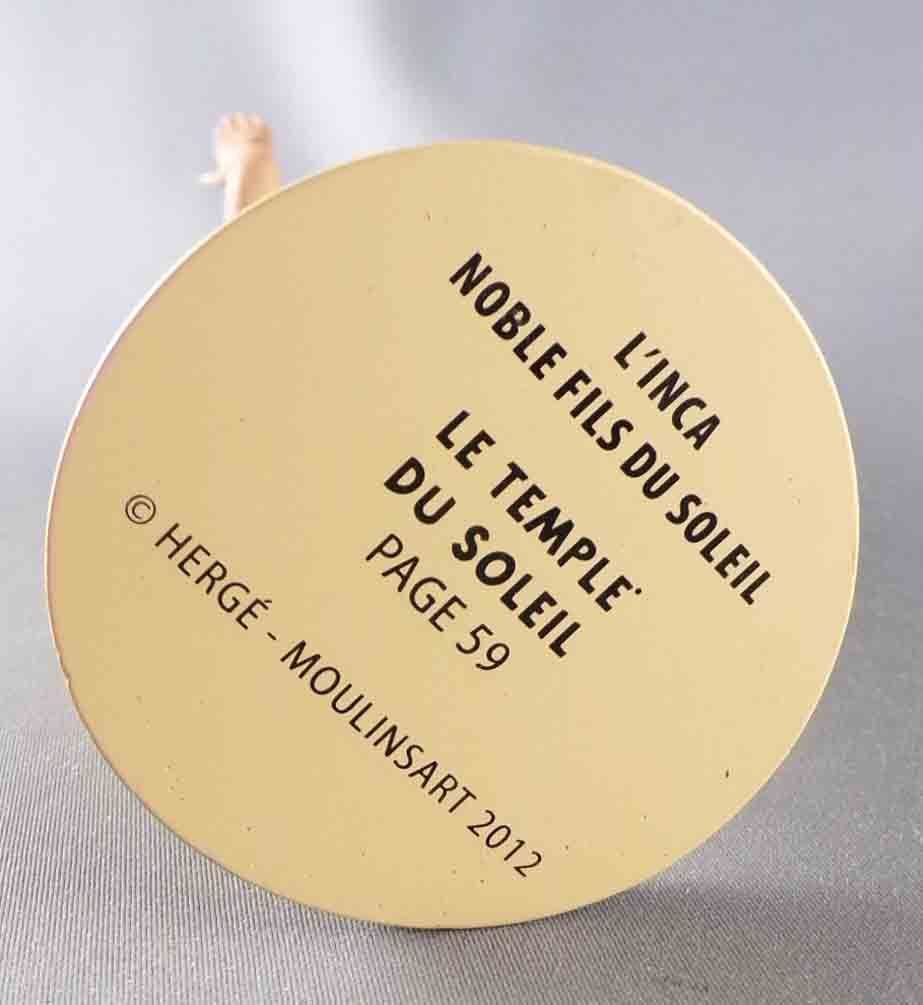 L'INCA
NOBLE FILS DU SOLEIL
LE TEMPLE
DU SOLEIL
PAGE 59
© HERGÉ - MOULINSART 2012